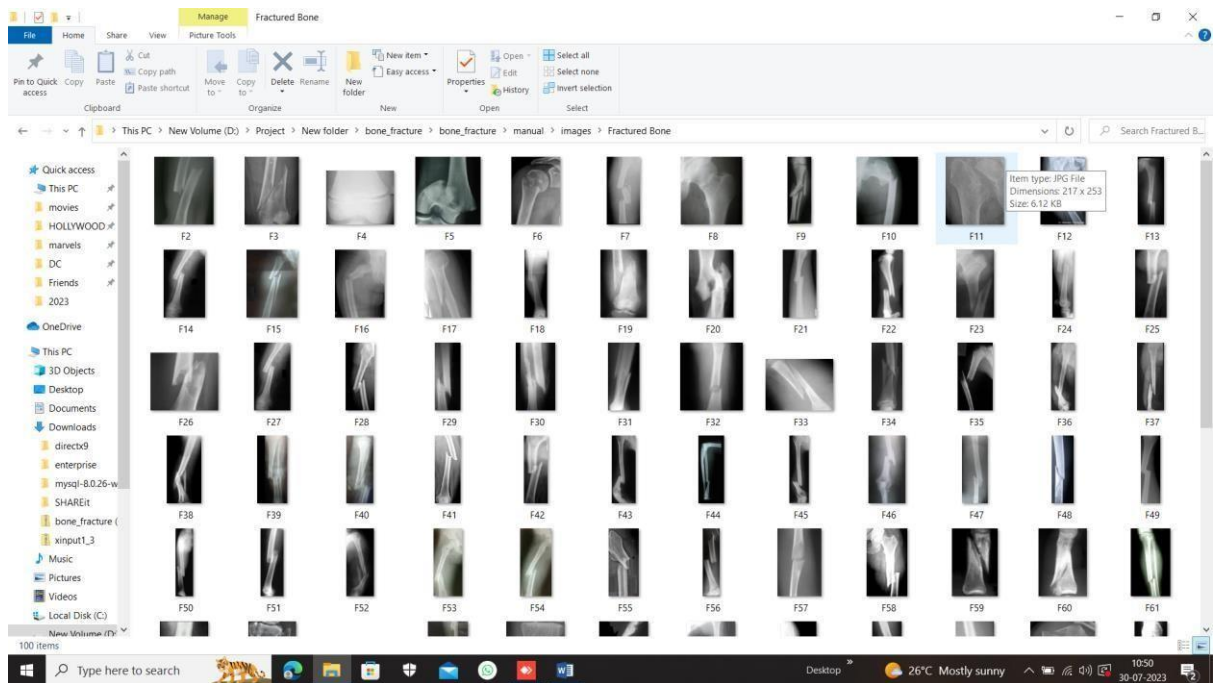 Manage Fractured Bone
File Home Share View Picture Tools
Pin to Quick access Copy Paste Cut Copy path Paste shortcut
Move to Copy to Delete Rename New folder New item Easy access
Properties Open Edit History Select all Select none Invert selection
Clipboard Organize New Open Select
This PC > New Volume (D:) > Project > New folder > bone_fracture > bone_fracture > manual > images > Fractured Bone
Search Fractured B...
Quick access
This PC
movies
HOLLYWOOD
marvels
DC
Friends
2023
OneDrive
This PC
3D Objects
Desktop
Documents
Downloads
directx9
enterprise
mysql-8.0.26-w
SHAREit
bone_fracture (
xinput1_3
Music
Pictures
Videos
Local Disk (C:)
New Volume (D:
Item type: JPG File
Dimensions: 217 x 253
Size: 6.12 KB
F2 F3 F4 F5 F6 F7 F8 F9 F10 F11 F12 F13
F14 F15 F16 F17 F18 F19 F20 F21 F22 F23 F24 F25
F26 F27 F28 F29 F30 F31 F32 F33 F34 F35 F36 F37
F38 F39 F40 F41 F42 F43 F44 F45 F46 F47 F48 F49
F50 F51 F52 F53 F54 F55 F56 F57 F58 F59 F60 F61
100 items
Type here to search
Desktop
26°C Mostly sunny
10:50
30-07-2023
2